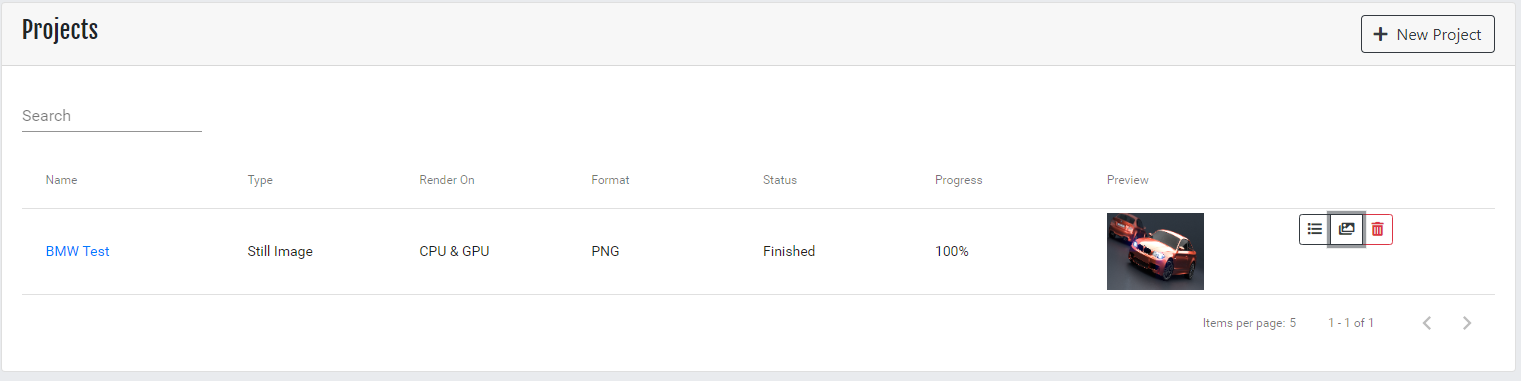 Projects
New Project
Search
Name Type Render On Format Status Progress Preview
BMW Test Still Image CPU & GPU PNG Finished 100%
Items per page: 5 1 - 1 of 1